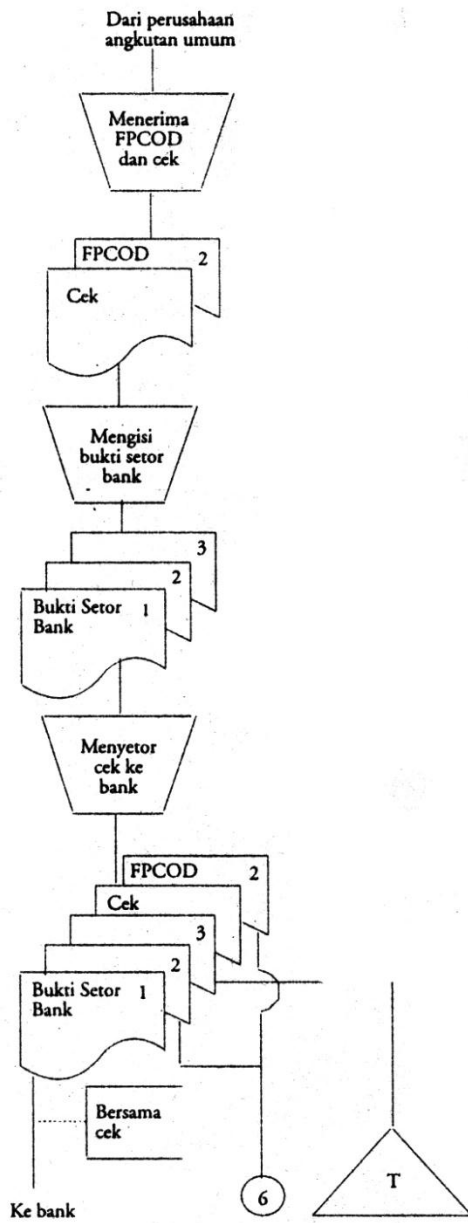 Dari perusahaan
angkutan umum
Menerima
FPCOD
dan cek
FPCOD 2
Cek
Mengisi
bukti setor
bank
3
2
Bukti Setor 1
Bank
Menyetor
cek ke
bank
FPCOD 2
Cek
3
2
Bukti Setor 1
Bank
Bersama
cek
T
6
Ke bank